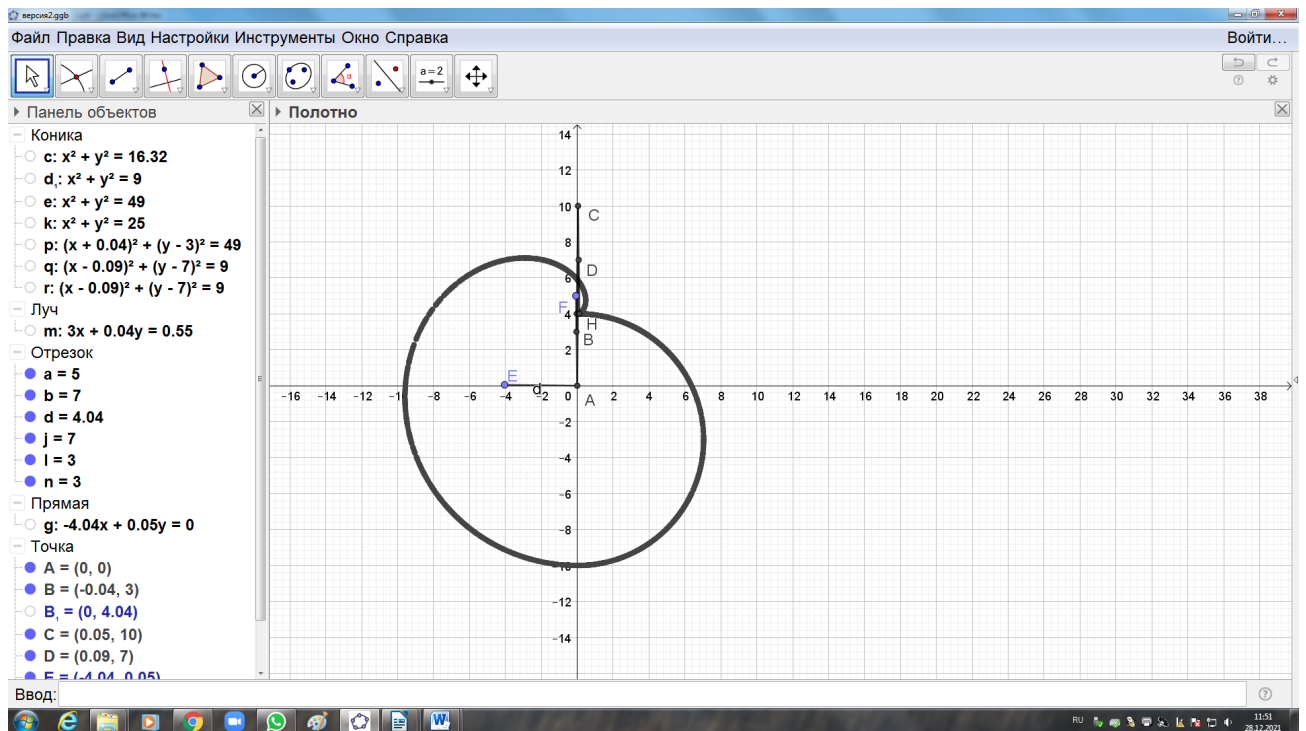 версия2.ggb
Файл Правка Вид Настройки Инструменты Окно Справка
Войти…
a = 2
Панель объектов
Полотно
Коника
c: x² + y² = 16.32
d₁: x² + y² = 9
e: x² + y² = 49
k: x² + y² = 25
p: (x + 0.04)² + (y - 3)² = 49
q: (x - 0.09)² + (y - 7)² = 9
r: (x - 0.09)² + (y - 7)² = 9
Луч
m: 3x + 0.04y = 0.55
Отрезок
a = 5
b = 7
d = 4.04
j = 7
l = 3
n = 3
Прямая
g: -4.04x + 0.05y = 0
Точка
A = (0, 0)
B = (-0.04, 3)
B₁ = (0, 4.04)
C = (0.05, 10)
D = (0.09, 7)
E = (-4.04, 0.05)
14
12
10
C
8
D
6
F
4
H
B
2
E
d
A
-16 -14 -12 -10 -8 -6 -4 -2 0 2 4 6 8 10 12 14 16 18 20 22 24 26 28 30 32 34 36 38
-2
-4
-6
-8
-10
-12
-14
Ввод:
RU
11:51
28.12.2021